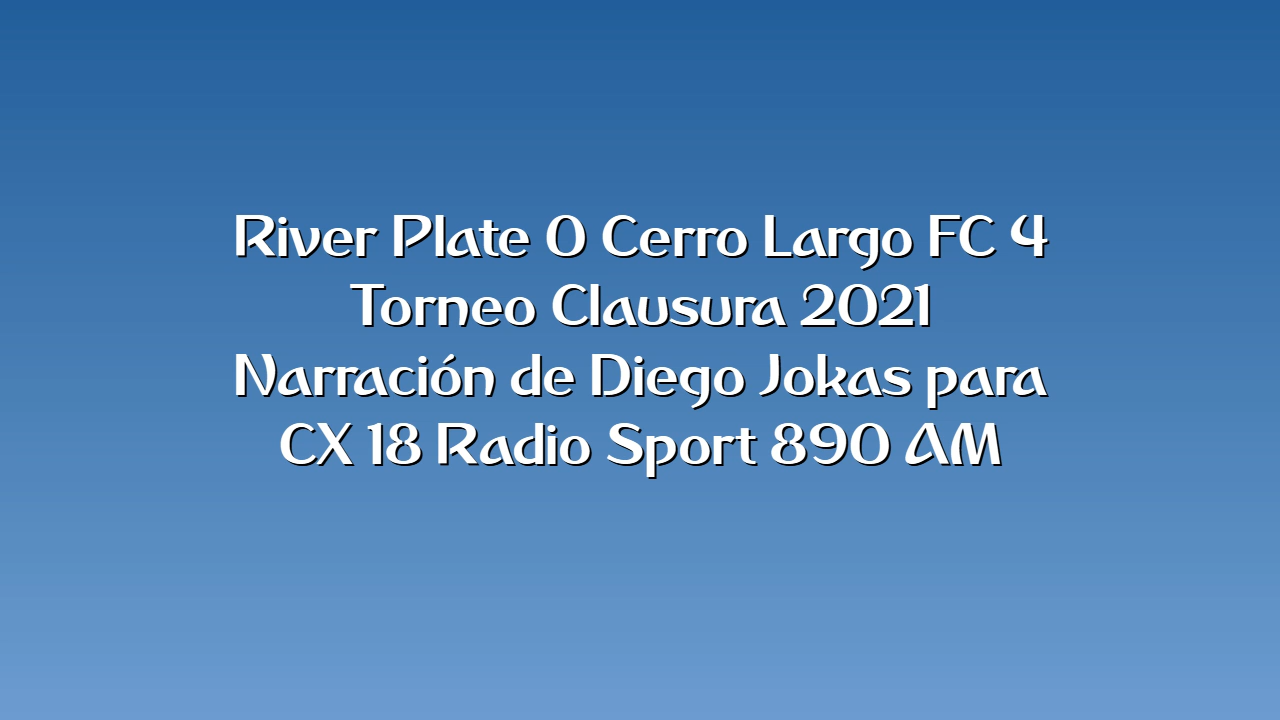 River Plate 0 Cerro Largo FC 4
Torneo Clausura 2021
Narración de Diego Jokas para
CX 18 Radio Sport 890 AM